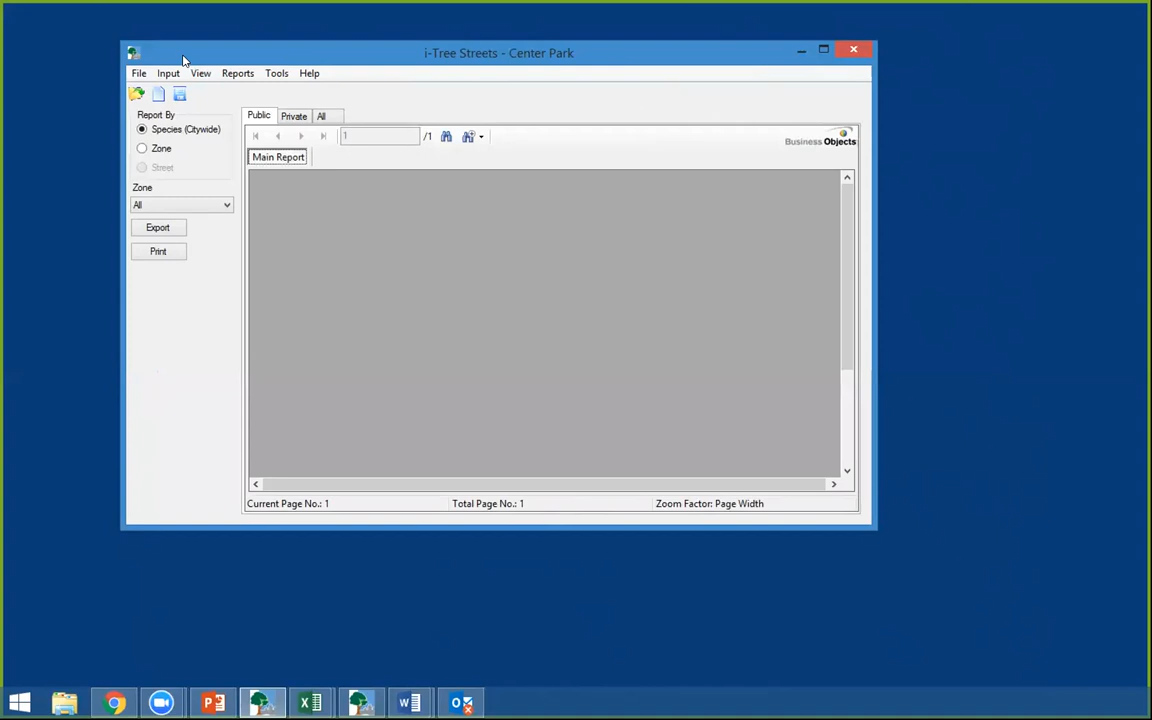 i-Tree Streets - Center Park
File Input View Reports Tools Help
Report By
Species (Citywide)
Zone
Street
Zone
All
Export
Print
Public Private All
1 /1
Business Objects
Main Report
Current Page No.: 1 Total Page No.: 1 Zoom Factor: Page Width